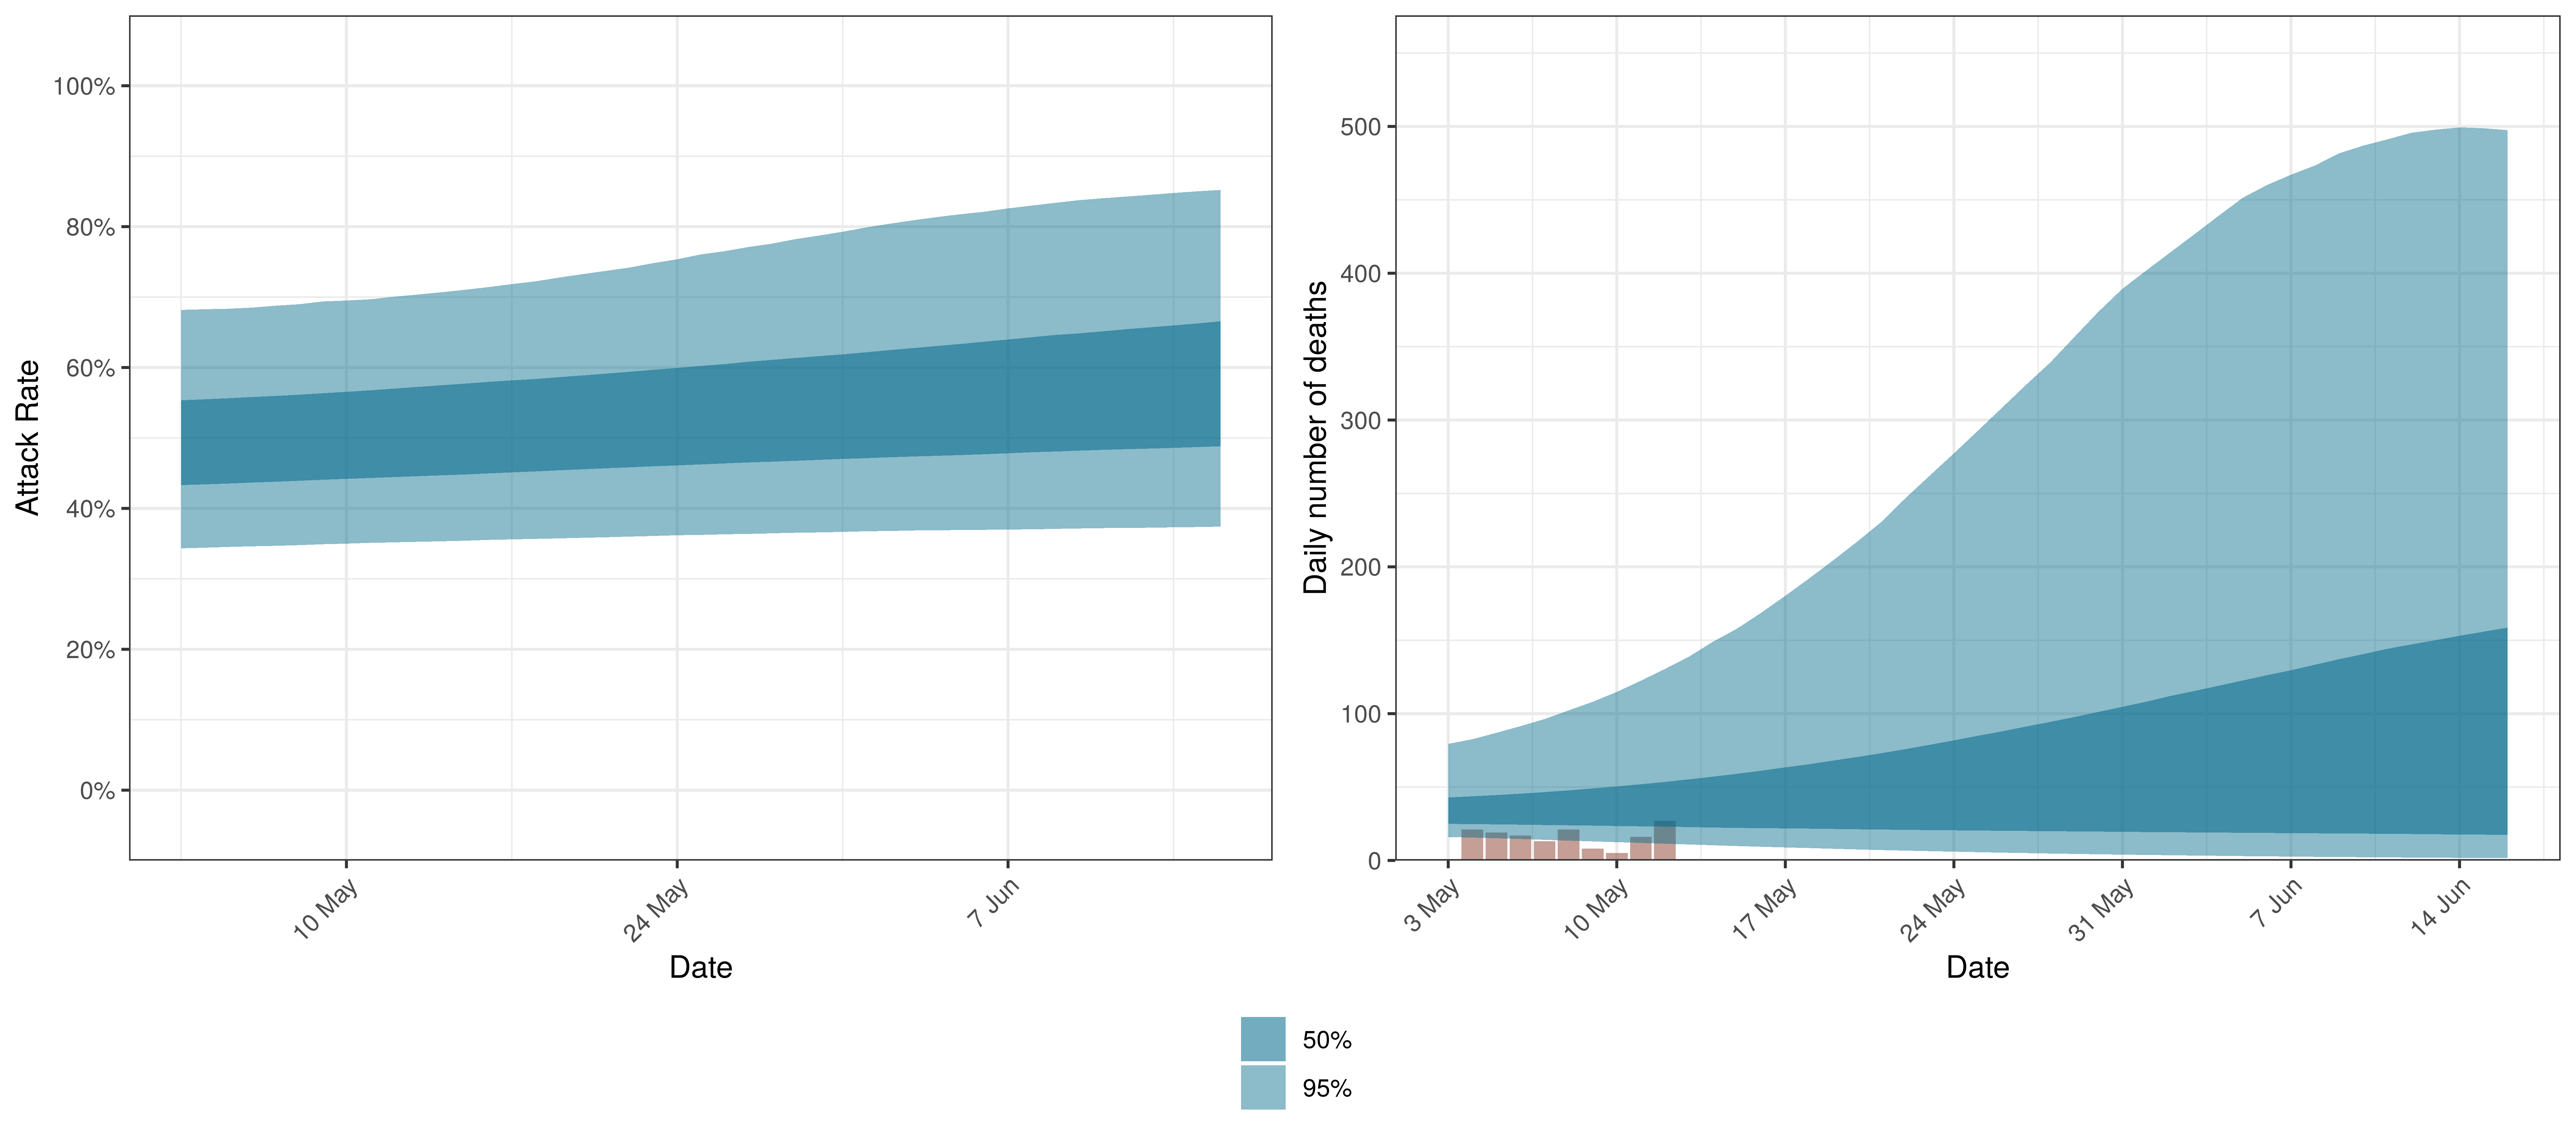 Attack Rate
100%
80%
60%
40%
20%
0%
10 May
24 May
7 Jun
Date
Daily number of deaths
500
400
300
200
100
0
3 May
10 May
17 May
24 May
31 May
7 Jun
14 Jun
Date
50%
95%